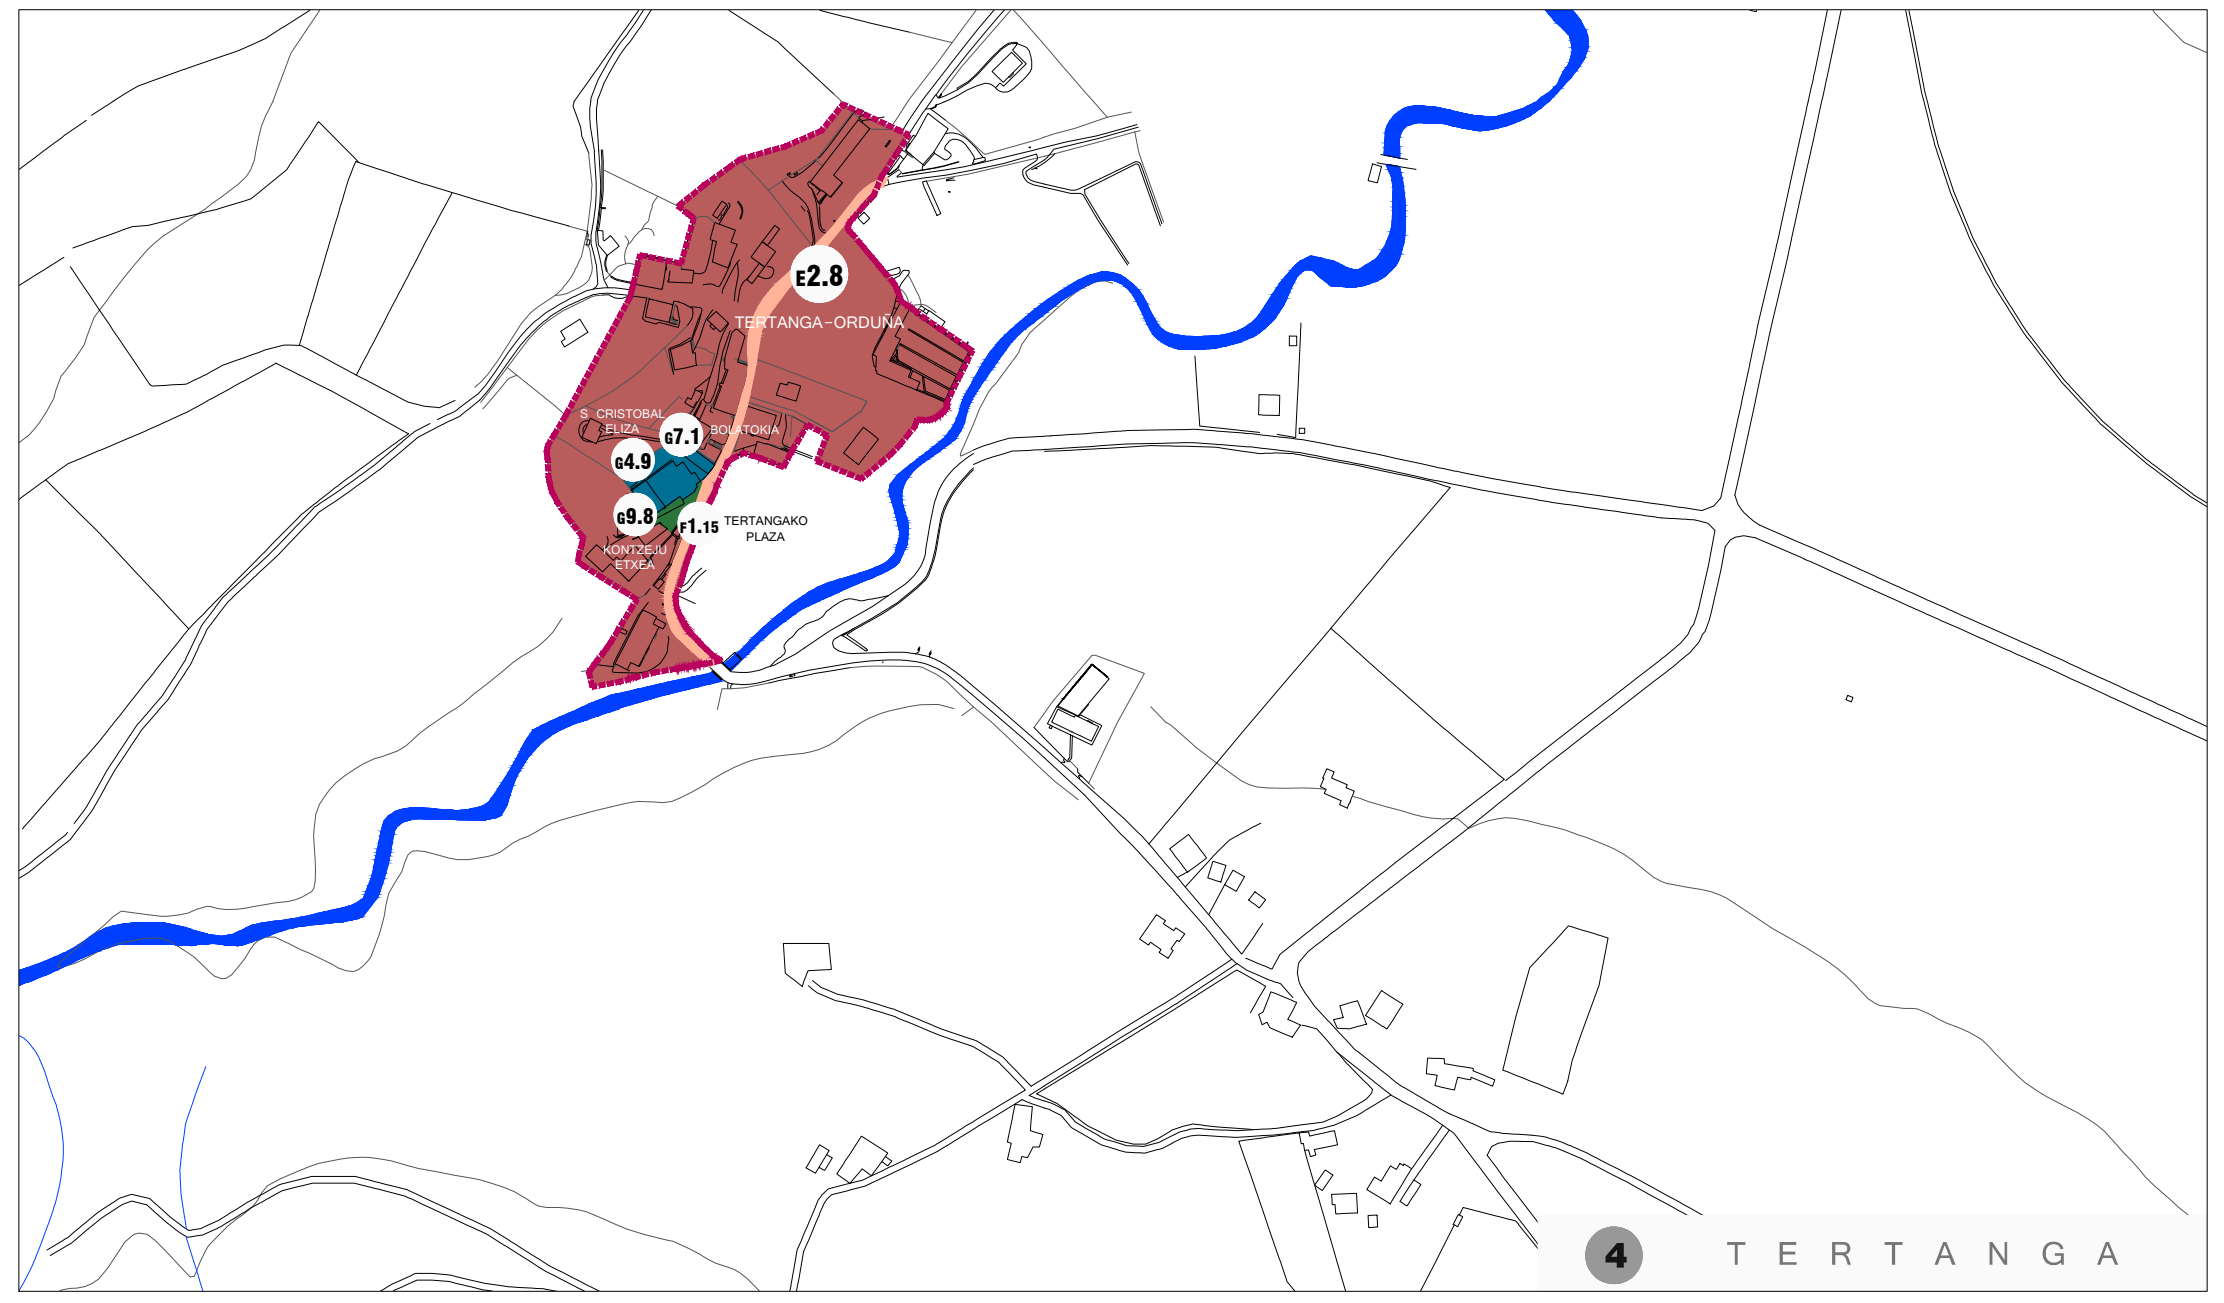 E2.8
TERTANGA-ORDUÑA
S. CRISTOBAL
ELIZA
G7.1
BOLATOKIA
G4.9
G9.8
F1.15
TERTANGAKO
PLAZA
KONTZEJU
ETXEA
4 TERTANGA